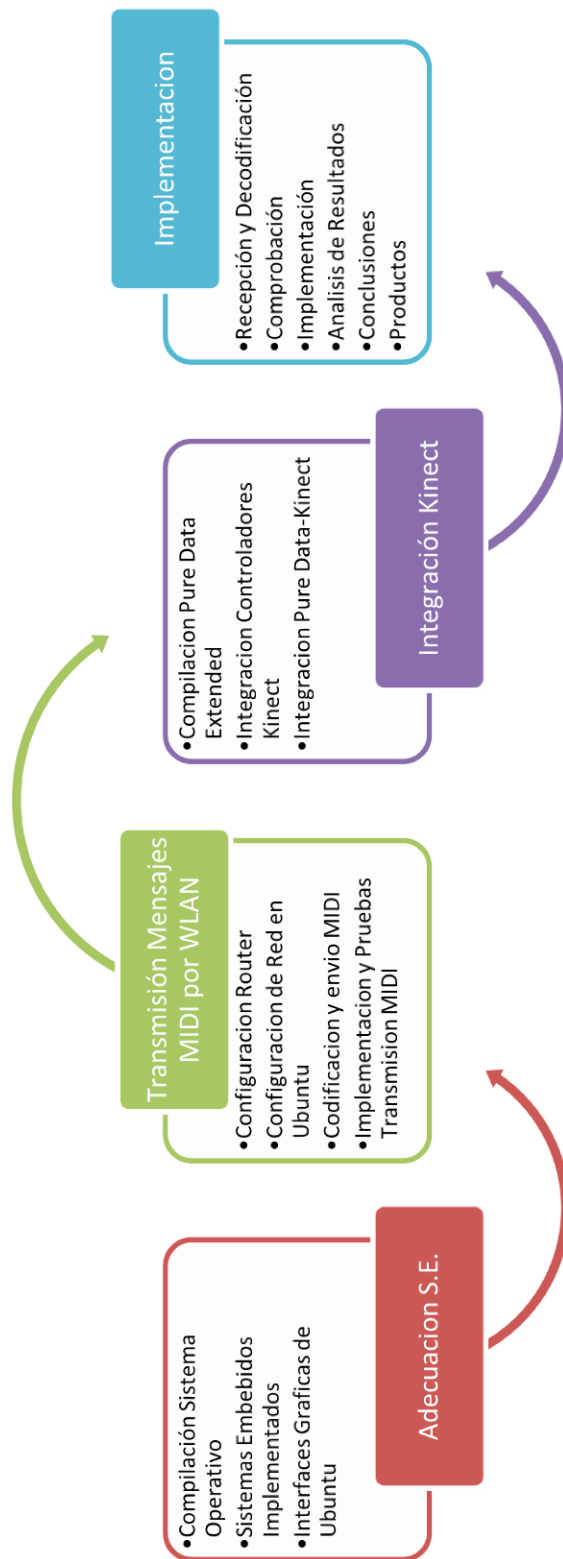 •Compilación Sistema
Operativo
•Sistemas Embebidos
Implementados
•Interfaces Graficas de
Ubuntu
Adecuacion S.E.
Transmisión Mensajes
MIDI por WLAN
•Configuracion Router
•Configuracion de Red en
Ubuntu
•Codificacion y envio MIDI
•Implementacion y Pruebas
Transmision MIDI
•Compilacion Pure Data
Extended
•Integracion Controladores
Kinect
•Integracion Pure Data-Kinect
Integración Kinect
Implementacion
•Recepción y Decodificación
•Comprobación
•Implementación
•Analisis de Resultados
•Conclusiones
•Productos